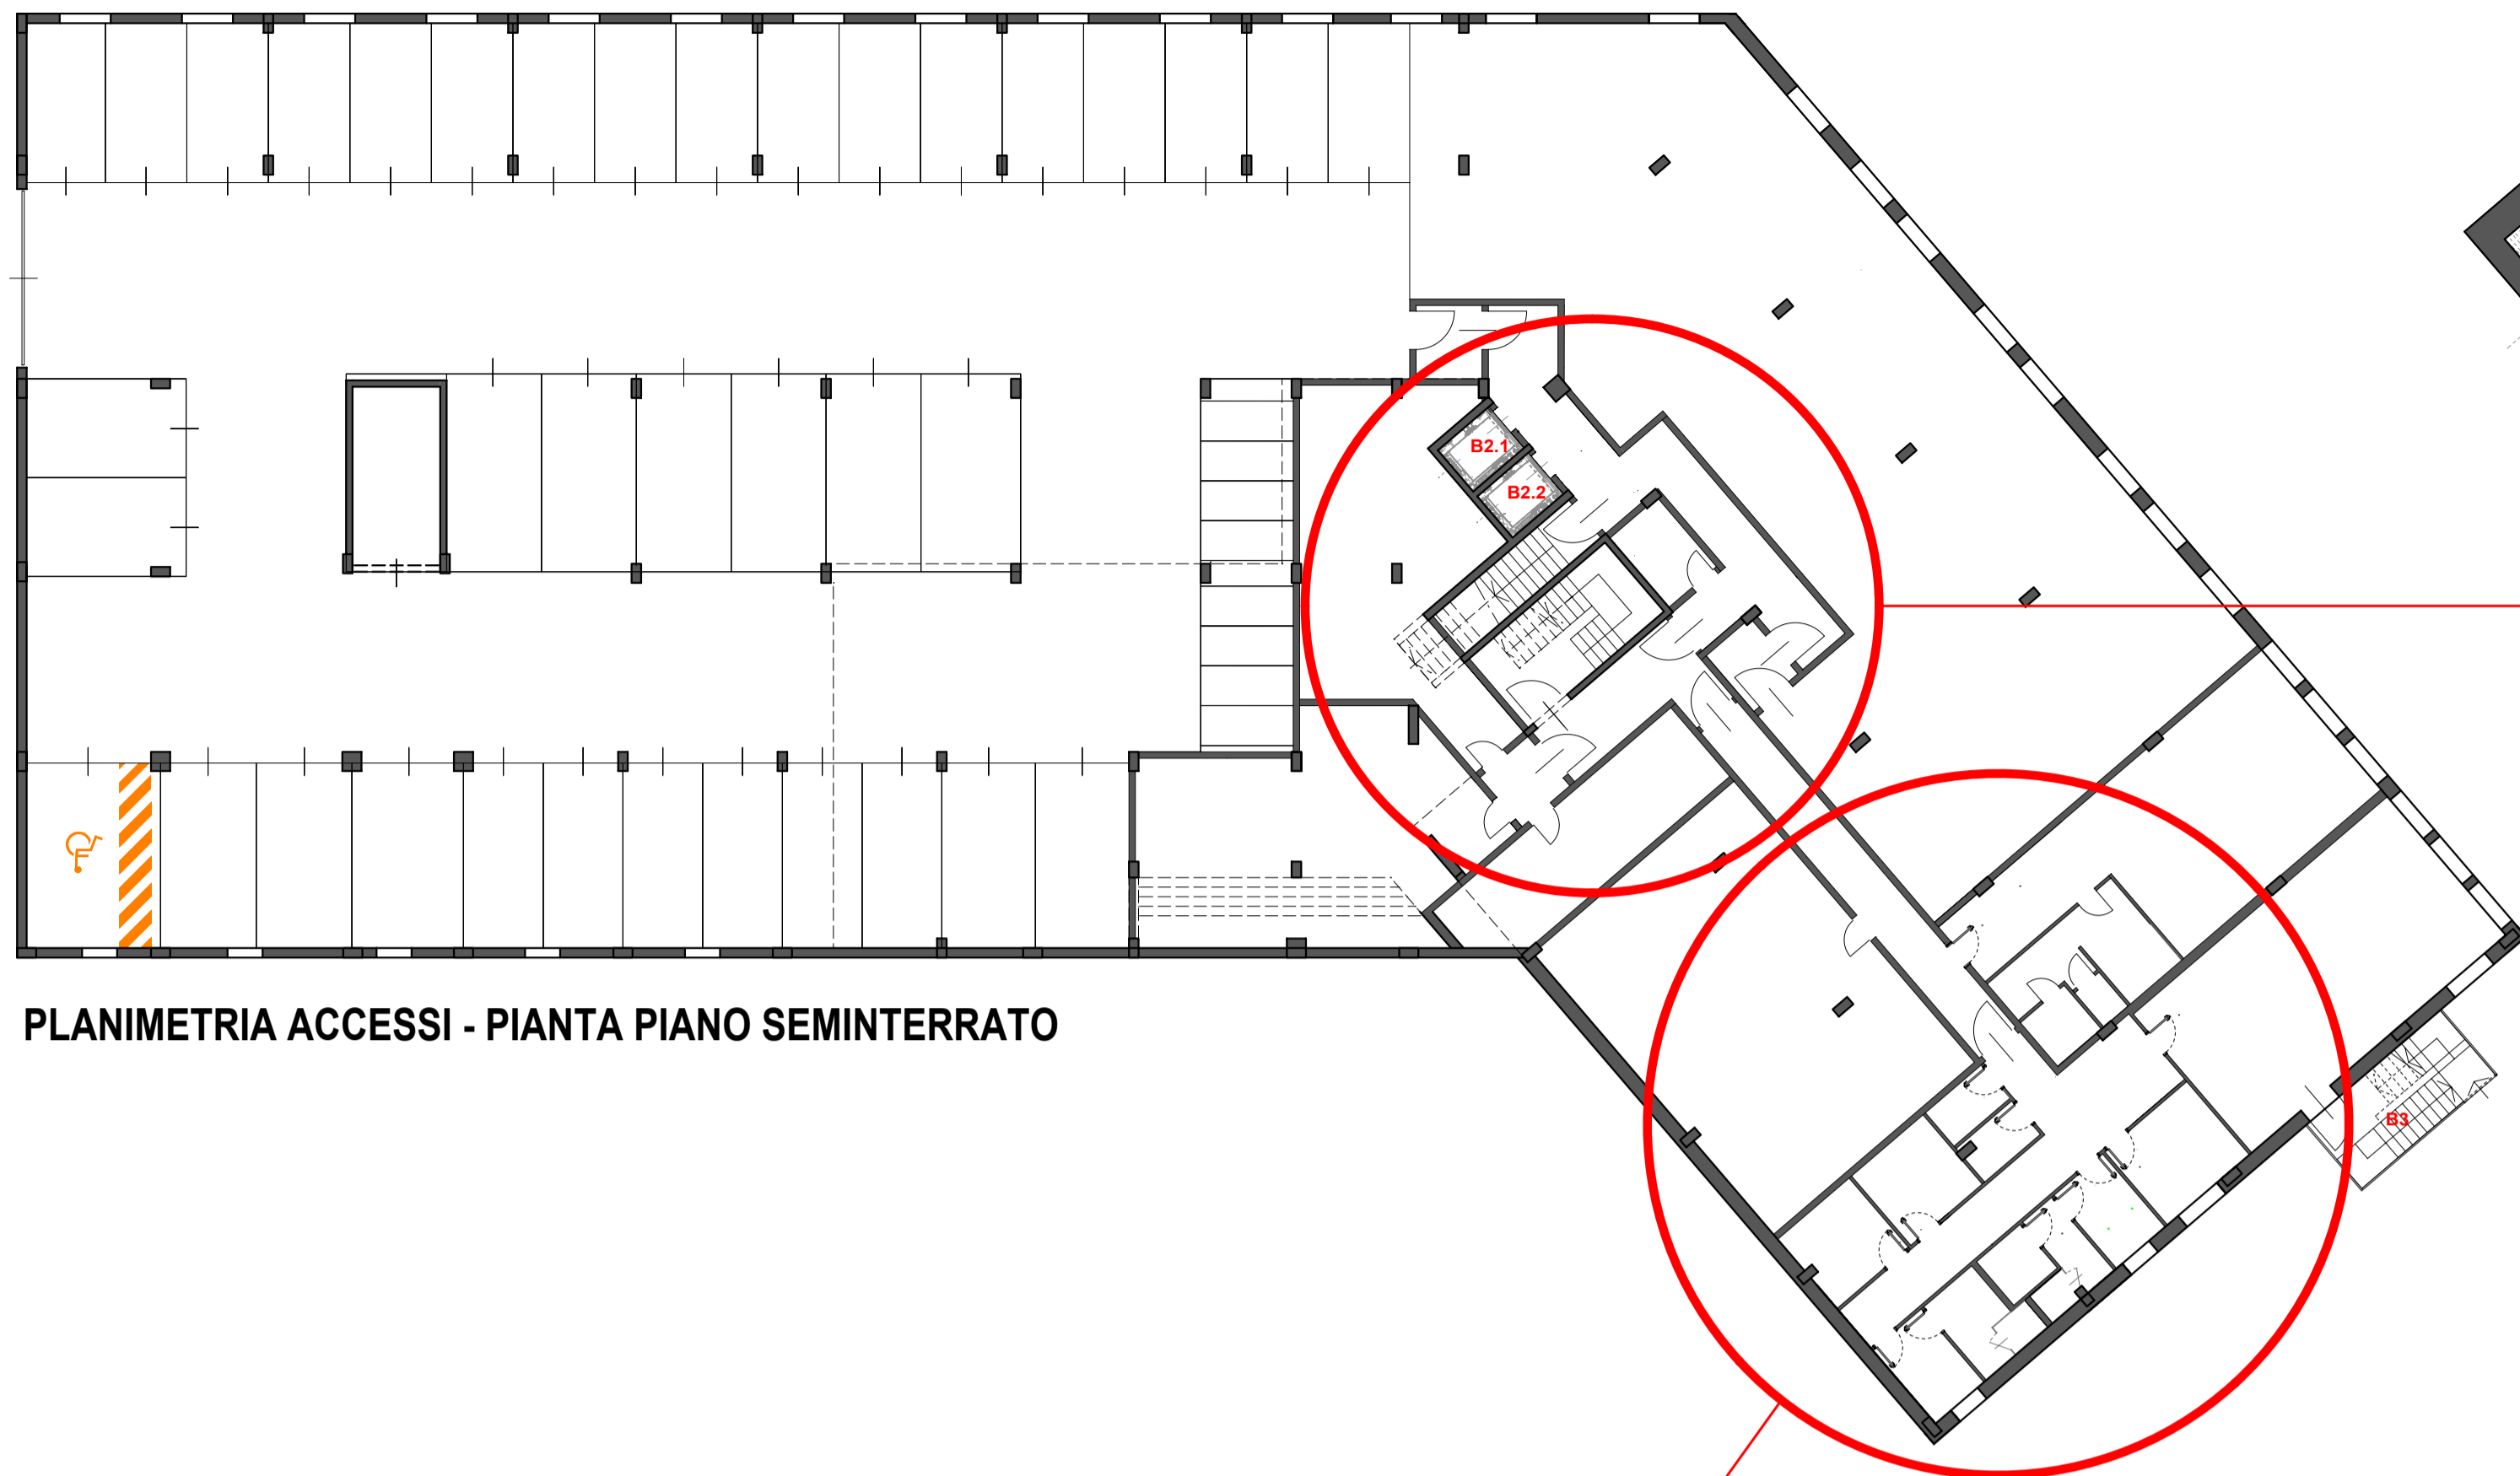 B2.1
B2.2
PLANIMETRIA ACCESSI - PIANTA PIANO SEMINTERRATO
B3